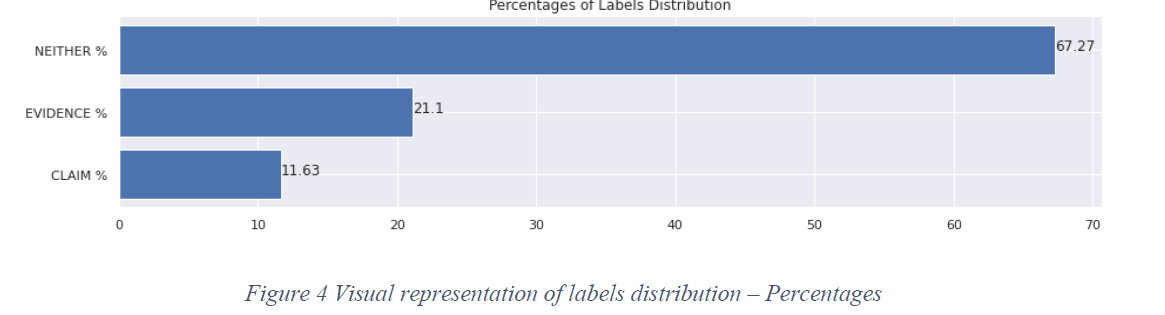 Percentages of Labels Distribution
NEITHER %
67.27
EVIDENCE %
21.1
CLAIM %
11.63
0 10 20 30 40 50 60 70
Figure 4 Visual representation of labels distribution – Percentages